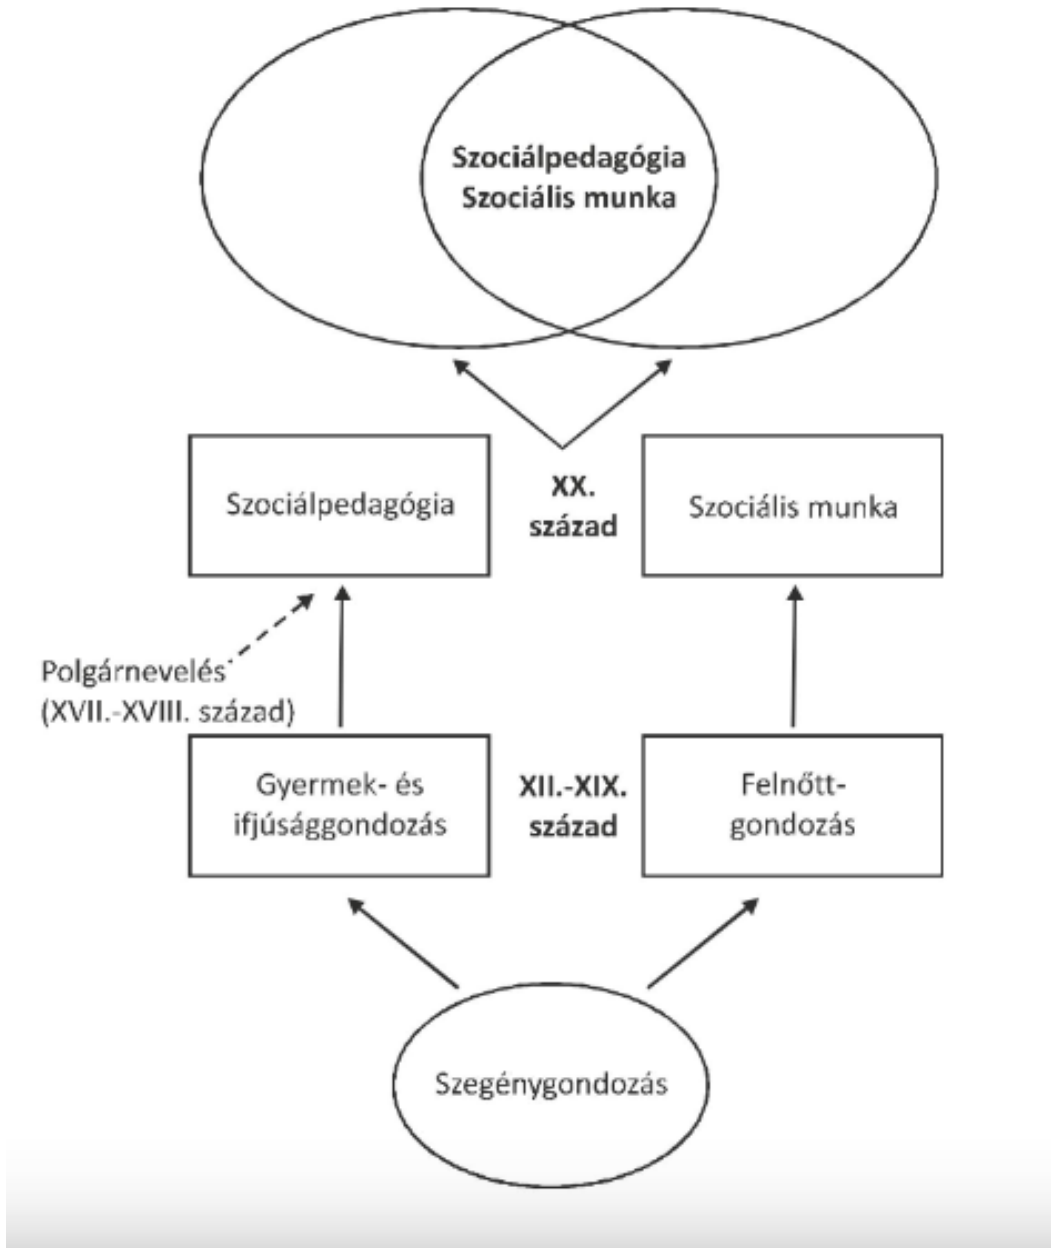 Szociálpedagógia
Szociális munka
Szociálpedagógia
XX.
század
Szociális munka
Polgárnevelés
(XVII.-XVIII. század)
Gyermek- és
ifjúsággondozás
XII.-XIX.
század
Felnőtt-
gondozás
Szegénygondozás